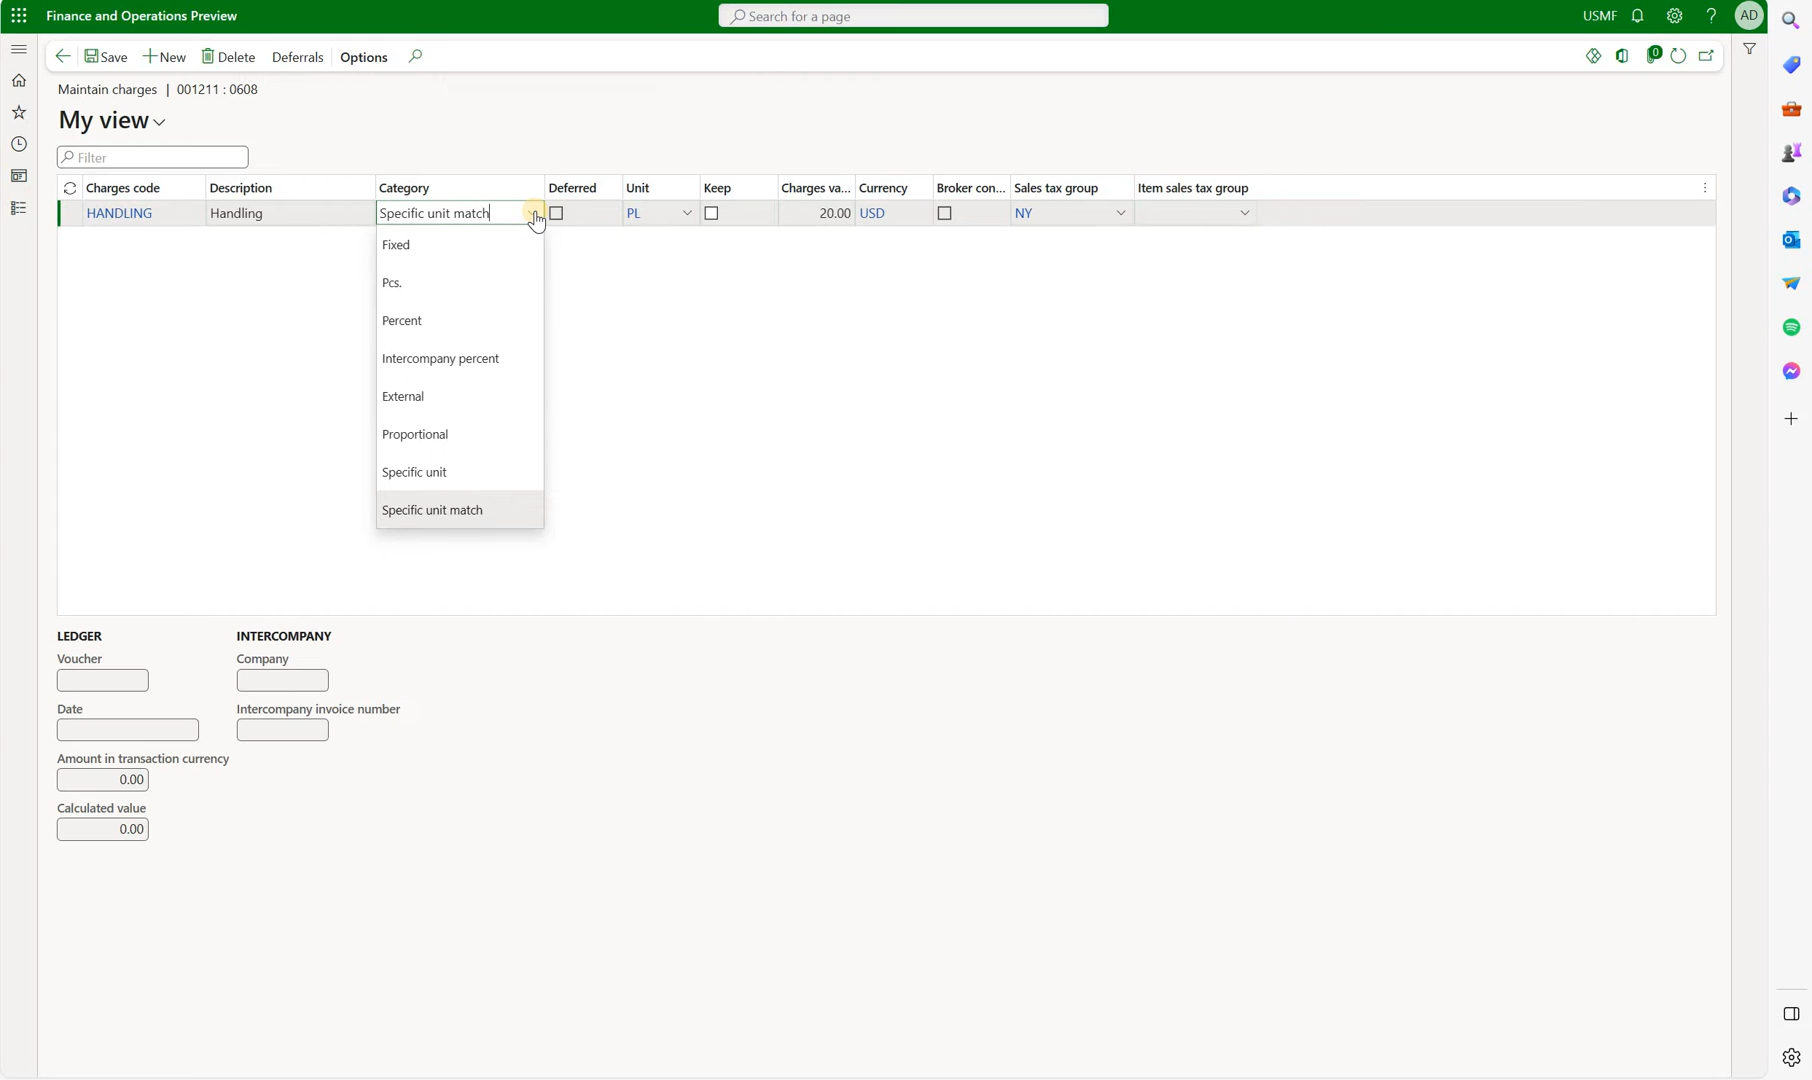 Finance and Operations Preview
Search for a page
USMF
AD
Save
New
Delete
Deferrals
Options
0
Maintain charges | 001211 : 0608
My view
Filter
Charges code Description Category Deferred Unit Keep Charges va... Currency Broker con... Sales tax group Item sales tax group
HANDLING Handling Specific unit match PL 20.00 USD NY
Fixed
Pcs.
Percent
Intercompany percent
External
Proportional
Specific unit
Specific unit match
LEDGER
Voucher
Date
Amount in transaction currency
0.00
Calculated value
0.00
INTERCOMPANY
Company
Intercompany invoice number